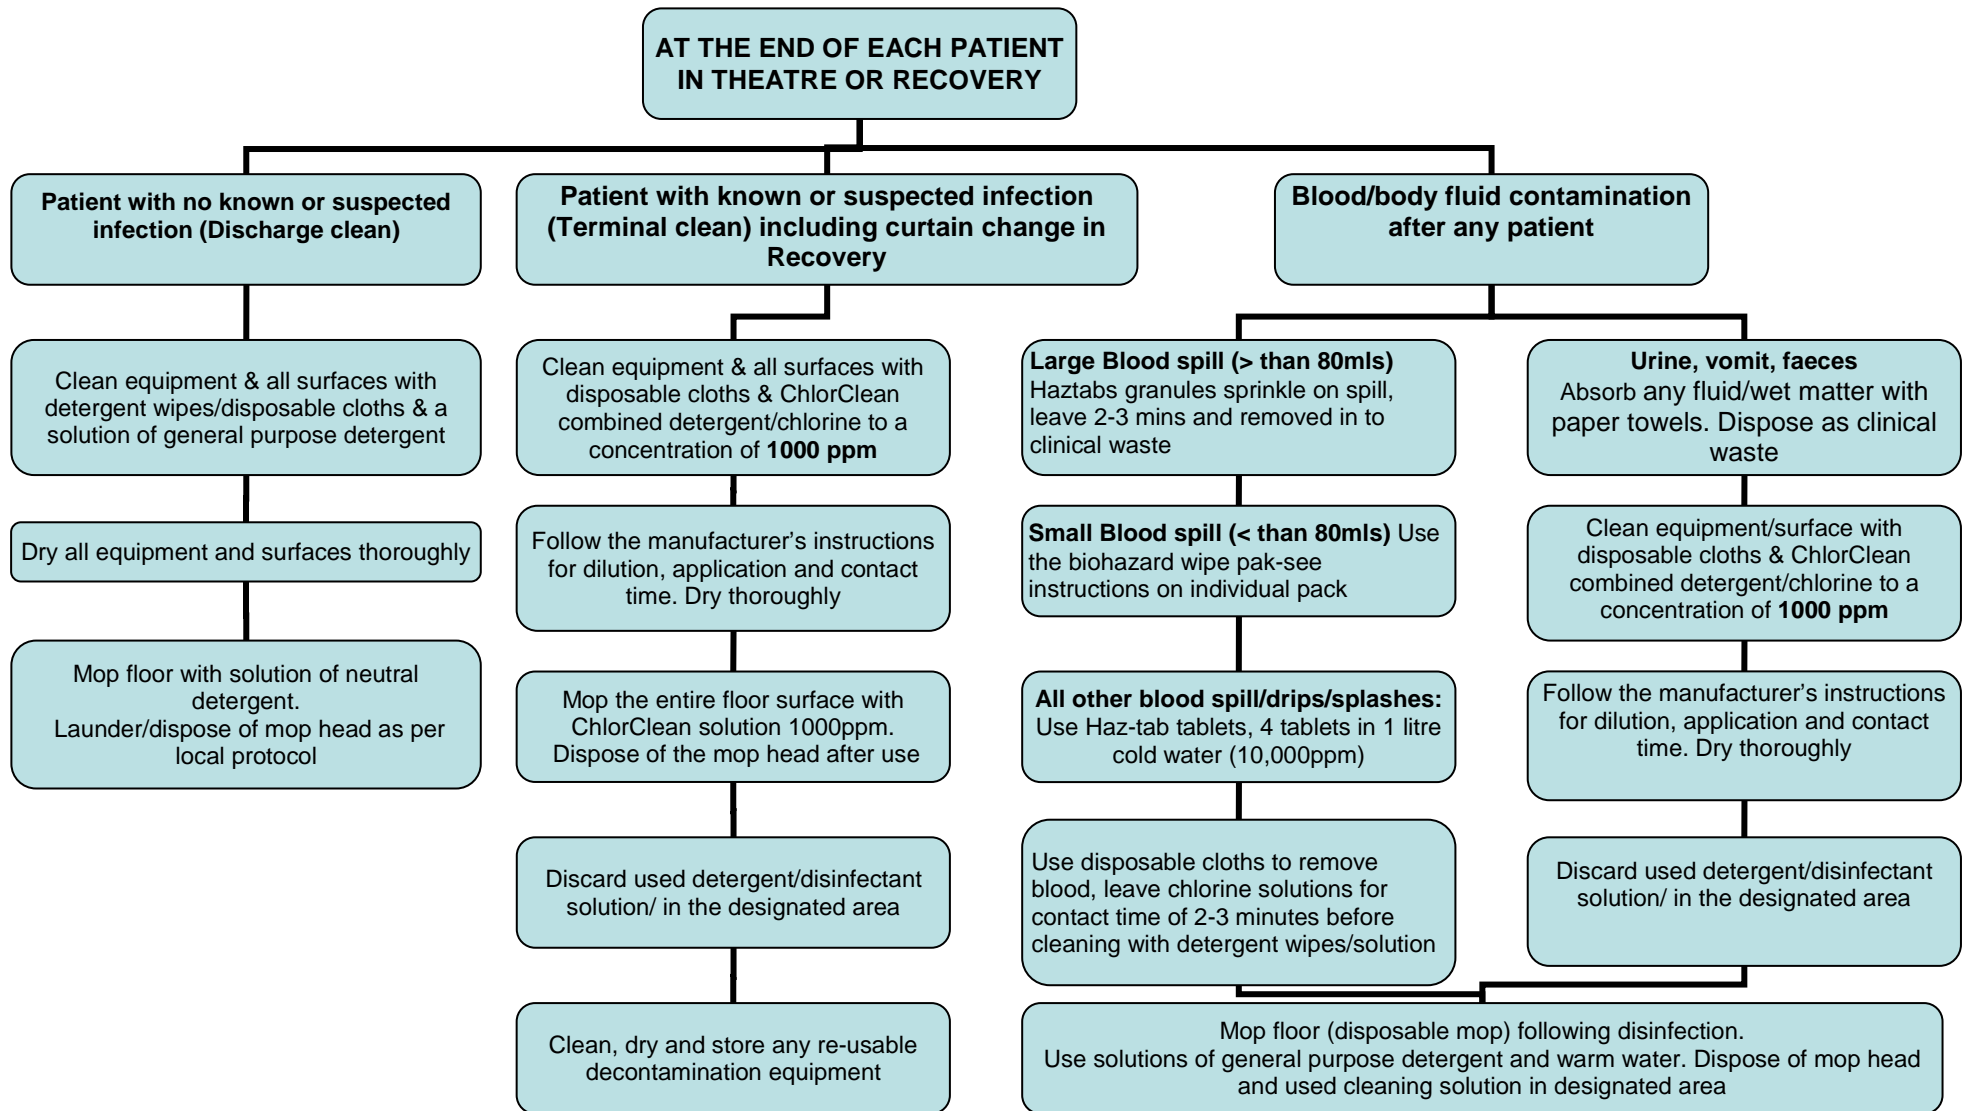 AT THE END OF EACH PATIENT
IN THEATRE OR RECOVERY
Patient with no known or suspected
infection (Discharge clean)
Clean equipment & all surfaces with
detergent wipes/disposable cloths & a
solution of general purpose detergent
Dry all equipment and surfaces thoroughly
Mop floor with solution of neutral
detergent.
Launder/dispose of mop head as per
local protocol
Patient with known or suspected infection
(Terminal clean) including curtain change in
Recovery
Clean equipment & all surfaces with
disposable cloths & ChlorClean
combined detergent/chlorine to a
concentration of 1000 ppm
Follow the manufacturer's instructions
for dilution, application and contact
time. Dry thoroughly
Mop the entire floor surface with
ChlorClean solution 1000ppm.
Dispose of the mop head after use
Discard used detergent/disinfectant
solution/ in the designated area
Clean, dry and store any re-usable
decontamination equipment
Blood/body fluid contamination
after any patient
Large Blood spill (> than 80mls)
Haztabs granules sprinkle on spill,
leave 2-3 mins and removed in to
clinical waste
Small Blood spill (< than 80mls) Use
the biohazard wipe pak-see
instructions on individual pack
All other blood spill/drips/splashes:
Use Haz-tab tablets, 4 tablets in 1 litre
cold water (10,000ppm)
Use disposable cloths to remove
blood, leave chlorine solutions for
contact time of 2-3 minutes before
cleaning with detergent wipes/solution
Urine, vomit, faeces
Absorb any fluid/wet matter with
paper towels. Dispose as clinical
waste
Clean equipment/surface with
disposable cloths & ChlorClean
combined detergent/chlorine to a
concentration of 1000 ppm
Follow the manufacturer's instructions
for dilution, application and contact
time. Dry thoroughly
Discard used detergent/disinfectant
solution/ in the designated area
Mop floor (disposable mop) following disinfection.
Use solutions of general purpose detergent and warm water. Dispose of mop head
and used cleaning solution in designated area